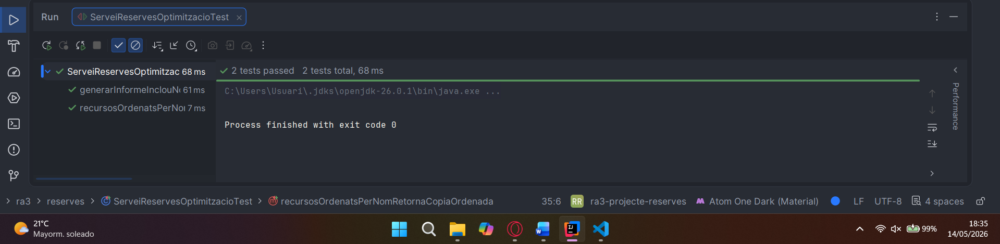 Run
ServeiReservesOptimitzacioTest
ServeiReservesOptimitzac 68 ms
generarInformeInclouN 61 ms
recursosOrdenatsPerNo 7 ms
2 tests passed 2 tests total, 68 ms
C:\Users\Usuari\.jdks\openjdk-26.0.1\bin\java.exe ...
Process finished with exit code 0
Performance
ra3 > reserves > ServeiReservesOptimitzacioTest > recursosOrdenatsPerNomRetornaCopiaOrdenada
35:6 RR ra3-projecte-reserves Atom One Dark (Material) LF UTF-8 4 spaces
21°C
Mayorm. soleado
99%
18:35
14/05/2026